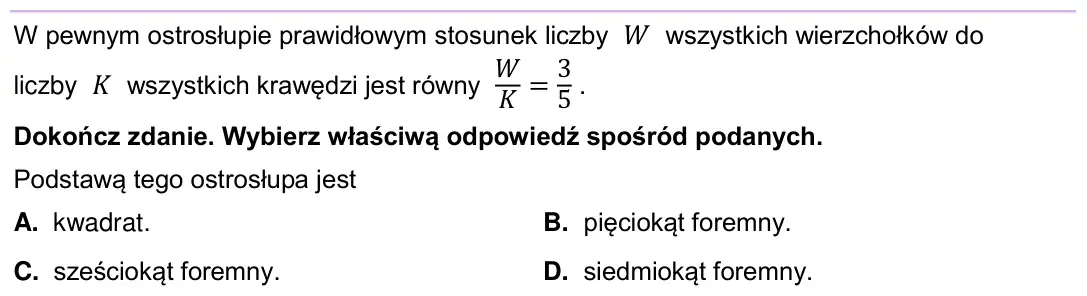 W pewnym ostrosłupie prawidłowym stosunek liczby W wszystkich wierzchołków do
liczby K wszystkich krawędzi jest równy W/K = 3/5 .
Dokończ zdanie. Wybierz właściwą odpowiedź spośród podanych.
Podstawą tego ostrosłupa jest
A. kwadrat. B. pięciokąt foremny.
C. sześciokąt foremny. D. siedmiokąt foremny.